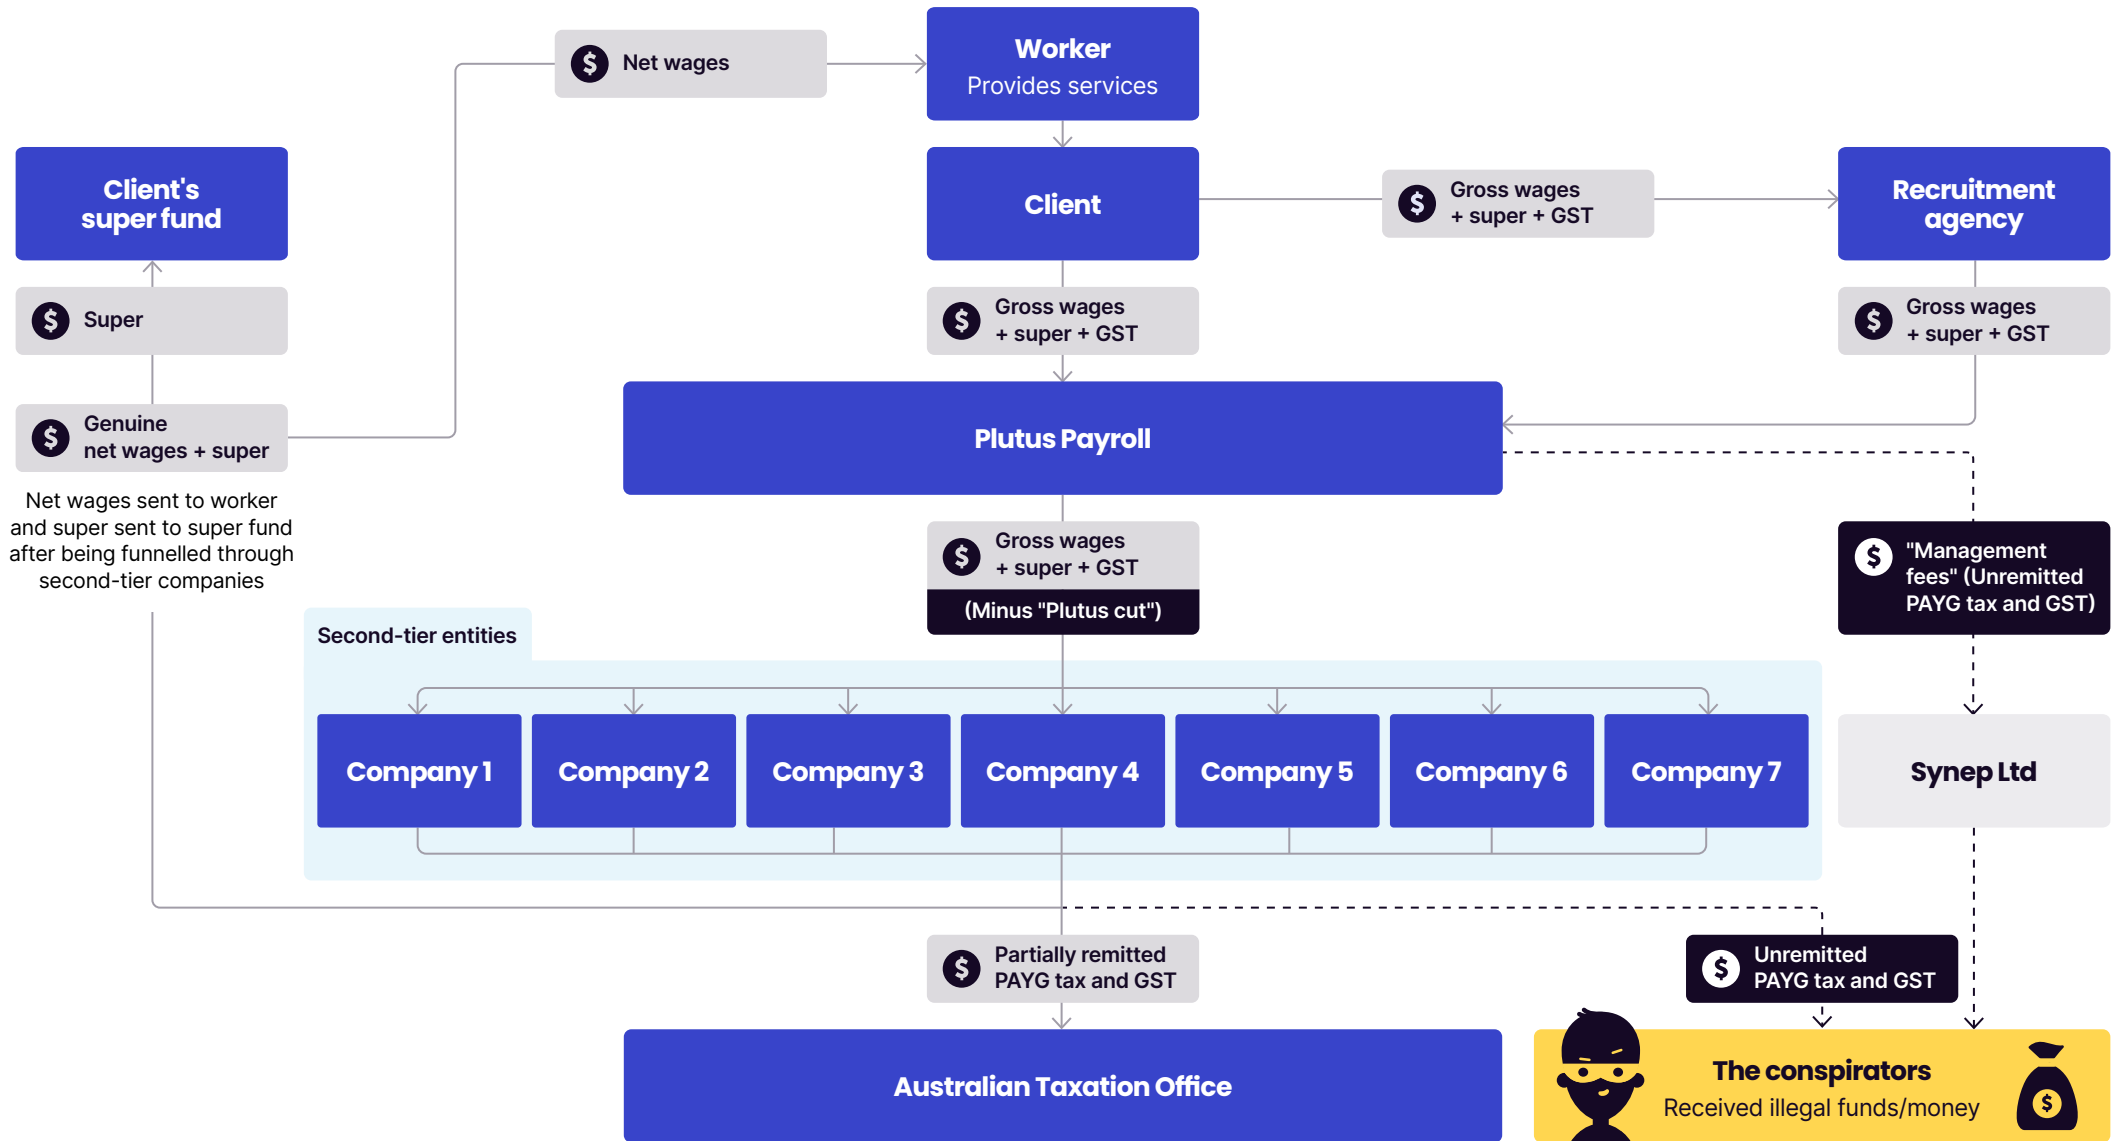 Net wages
Worker
Provides services
Client's
super fund
Client
Gross wages
+ super + GST
Recruitment
agency
Super
Gross wages
+ super + GST
Gross wages
+ super + GST
Genuine
net wages + super
Plutus Payroll
Net wages sent to worker
and super sent to super fund
after being funnelled through
second-tier companies
Gross wages
+ super + GST
(Minus "Plutus cut")
"Management
fees" (Unremitted
PAYG tax and GST)
Second-tier entities
Company 1
Company 2
Company 3
Company 4
Company 5
Company 6
Company 7
Synep Ltd
Partially remitted
PAYG tax and GST
Unremitted
PAYG tax and GST
Australian Taxation Office
The conspirators
Received illegal funds/money